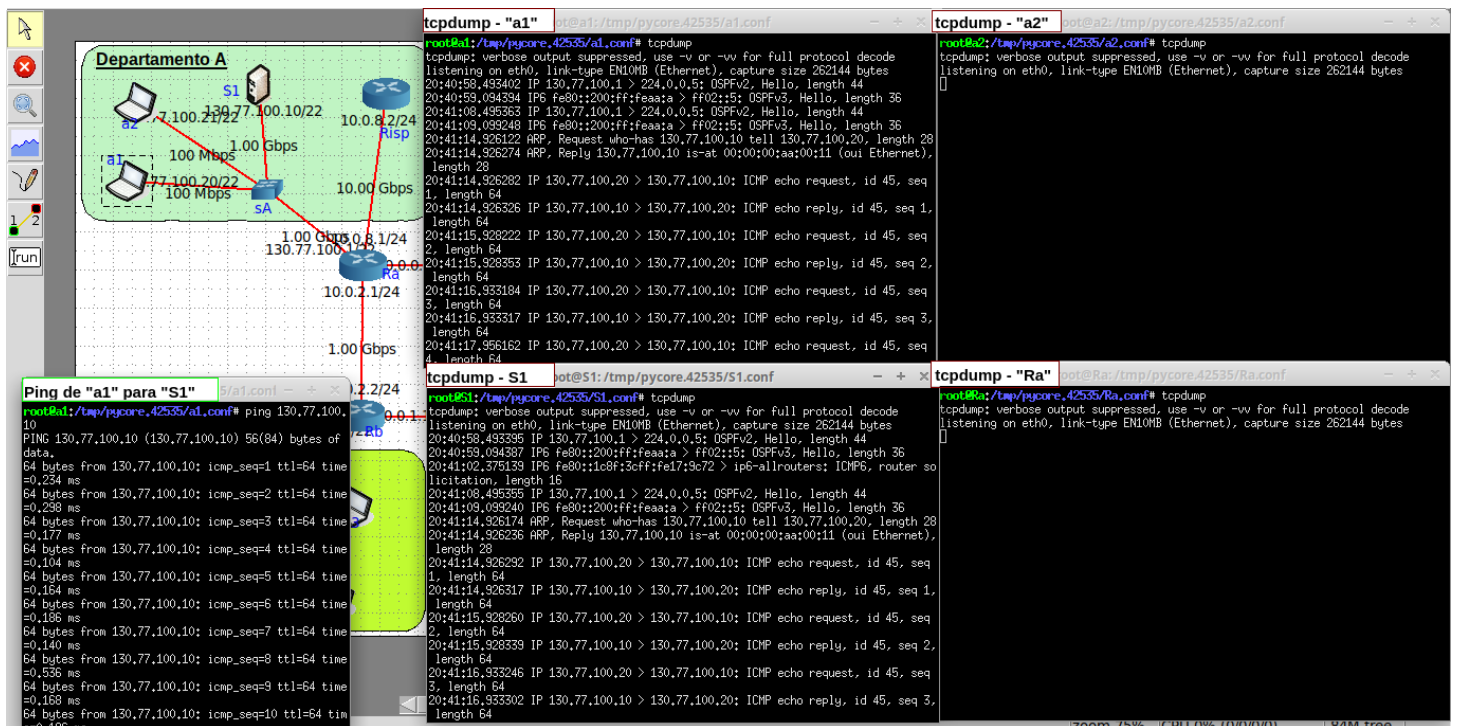 Departamento A
S1
130.77.100.10/22
7.100.21/22
a2
10.0.8.2/24
Risp
1.00 Gbps
100 Mbps
a1
77.100.20/22
100 Mbps
10.00 Gbps
sA
1.00 Gbps
10.0.8.1/24
130.77.100.1/22
Ra
10.0.2.1/24
1.00 Gbps
2.2/24
Rb
run
tcpdump - "a1" root@a1: /tmp/pycore.42535/a1.conf
root@a1:/tmp/pycore.42535/a1.conf# tcpdump
tcpdump: verbose output suppressed, use -v or -vv for full protocol decode
listening on eth0, link-type EN10MB (Ethernet), capture size 262144 bytes
20:40:58.493402 IP 130.77.100.1 > 224.0.0.5: OSPFv2, Hello, length 44
20:40:59.094394 IP6 fe80::200:ff:feaa:a > ff02::5: OSPFv3, Hello, length 36
20:41:08.495363 IP 130.77.100.1 > 224.0.0.5: OSPFv2, Hello, length 44
20:41:09.099248 IP6 fe80::200:ff:feaa:a > ff02::5: OSPFv3, Hello, length 36
20:41:14.926122 ARP, Request who-has 130.77.100.10 tell 130.77.100.20, length 28
20:41:14.926274 ARP, Reply 130.77.100.10 is-at 00:00:00:aa:00:11 (oui Ethernet),
length 28
20:41:14.926282 IP 130.77.100.20 > 130.77.100.10: ICMP echo request, id 45, seq
1, length 64
20:41:14.926326 IP 130.77.100.10 > 130.77.100.20: ICMP echo reply, id 45, seq 1,
length 64
20:41:15.928222 IP 130.77.100.20 > 130.77.100.10: ICMP echo request, id 45, seq
2, length 64
20:41:15.928353 IP 130.77.100.10 > 130.77.100.20: ICMP echo reply, id 45, seq 2,
length 64
20:41:16.933184 IP 130.77.100.20 > 130.77.100.10: ICMP echo request, id 45, seq
3, length 64
20:41:16.933317 IP 130.77.100.10 > 130.77.100.20: ICMP echo reply, id 45, seq 3,
length 64
20:41:17.956162 IP 130.77.100.20 > 130.77.100.10: ICMP echo request, id 45, seq
4, length 64
tcpdump - "a2" root@a2: /tmp/pycore.42535/a2.conf
root@a2:/tmp/pycore.42535/a2.conf# tcpdump
tcpdump: verbose output suppressed, use -v or -vv for full protocol decode
listening on eth0, link-type EN10MB (Ethernet), capture size 262144 bytes
Ping de "a1" para "S1" 5/a1.conf
root@a1:/tmp/pycore.42535/a1.conf# ping 130.77.100.
10
PING 130.77.100.10 (130.77.100.10) 56(84) bytes of
data.
64 bytes from 130.77.100.10: icmp_seq=1 ttl=64 time
=0.234 ms
64 bytes from 130.77.100.10: icmp_seq=2 ttl=64 time
=0.298 ms
64 bytes from 130.77.100.10: icmp_seq=3 ttl=64 time
=0.177 ms
64 bytes from 130.77.100.10: icmp_seq=4 ttl=64 time
=0.104 ms
64 bytes from 130.77.100.10: icmp_seq=5 ttl=64 time
=0.164 ms
64 bytes from 130.77.100.10: icmp_seq=6 ttl=64 time
=0.186 ms
64 bytes from 130.77.100.10: icmp_seq=7 ttl=64 time
=0.140 ms
64 bytes from 130.77.100.10: icmp_seq=8 ttl=64 time
=0.536 ms
64 bytes from 130.77.100.10: icmp_seq=9 ttl=64 time
=0.168 ms
64 bytes from 130.77.100.10: icmp_seq=10 ttl=64 tim
tcpdump - S1 root@S1: /tmp/pycore.42535/S1.conf
root@S1:/tmp/pycore.42535/S1.conf# tcpdump
tcpdump: verbose output suppressed, use -v or -vv for full protocol decode
listening on eth0, link-type EN10MB (Ethernet), capture size 262144 bytes
20:40:58.493395 IP 130.77.100.1 > 224.0.0.5: OSPFv2, Hello, length 44
20:40:59.094387 IP6 fe80::200:ff:feaa:a > ff02::5: OSPFv3, Hello, length 36
20:41:02.375139 IP6 fe80::1c8f:3cff:fe17:9c72 > ip6-allrouters: ICMP6, router so
licitation, length 16
20:41:08.495355 IP 130.77.100.1 > 224.0.0.5: OSPFv2, Hello, length 44
20:41:09.099240 IP6 fe80::200:ff:feaa:a > ff02::5: OSPFv3, Hello, length 36
20:41:14.926174 ARP, Request who-has 130.77.100.10 tell 130.77.100.20, length 28
20:41:14.926236 ARP, Reply 130.77.100.10 is-at 00:00:00:aa:00:11 (oui Ethernet),
length 28
20:41:14.926292 IP 130.77.100.20 > 130.77.100.10: ICMP echo request, id 45, seq
1, length 64
20:41:14.926317 IP 130.77.100.10 > 130.77.100.20: ICMP echo reply, id 45, seq 1,
length 64
20:41:15.928260 IP 130.77.100.20 > 130.77.100.10: ICMP echo request, id 45, seq
2, length 64
20:41:15.928339 IP 130.77.100.10 > 130.77.100.20: ICMP echo reply, id 45, seq 2,
length 64
20:41:16.933246 IP 130.77.100.20 > 130.77.100.10: ICMP echo request, id 45, seq
3, length 64
20:41:16.933302 IP 130.77.100.10 > 130.77.100.20: ICMP echo reply, id 45, seq 3,
length 64
tcpdump - "Ra" root@Ra: /tmp/pycore.42535/Ra.conf
root@Ra:/tmp/pycore.42535/Ra.conf# tcpdump
tcpdump: verbose output suppressed, use -v or -vv for full protocol decode
listening on eth0, link-type EN10MB (Ethernet), capture size 262144 bytes